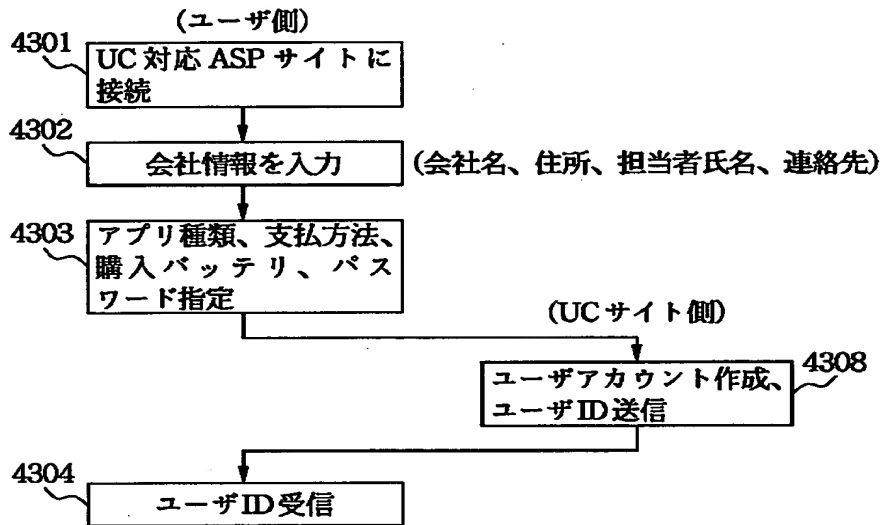 (ユーザ側)
4301
UC対応ASPサイトに
接続
4302
会社情報を入力
(会社名、住所、担当者氏名、連絡先)
4303
アプリ種類、支払方法、
購入バッテリ、パス
ワード指定
(UCサイト側)
4308
ユーザアカウント作成、
ユーザID送信
4304
ユーザID受信